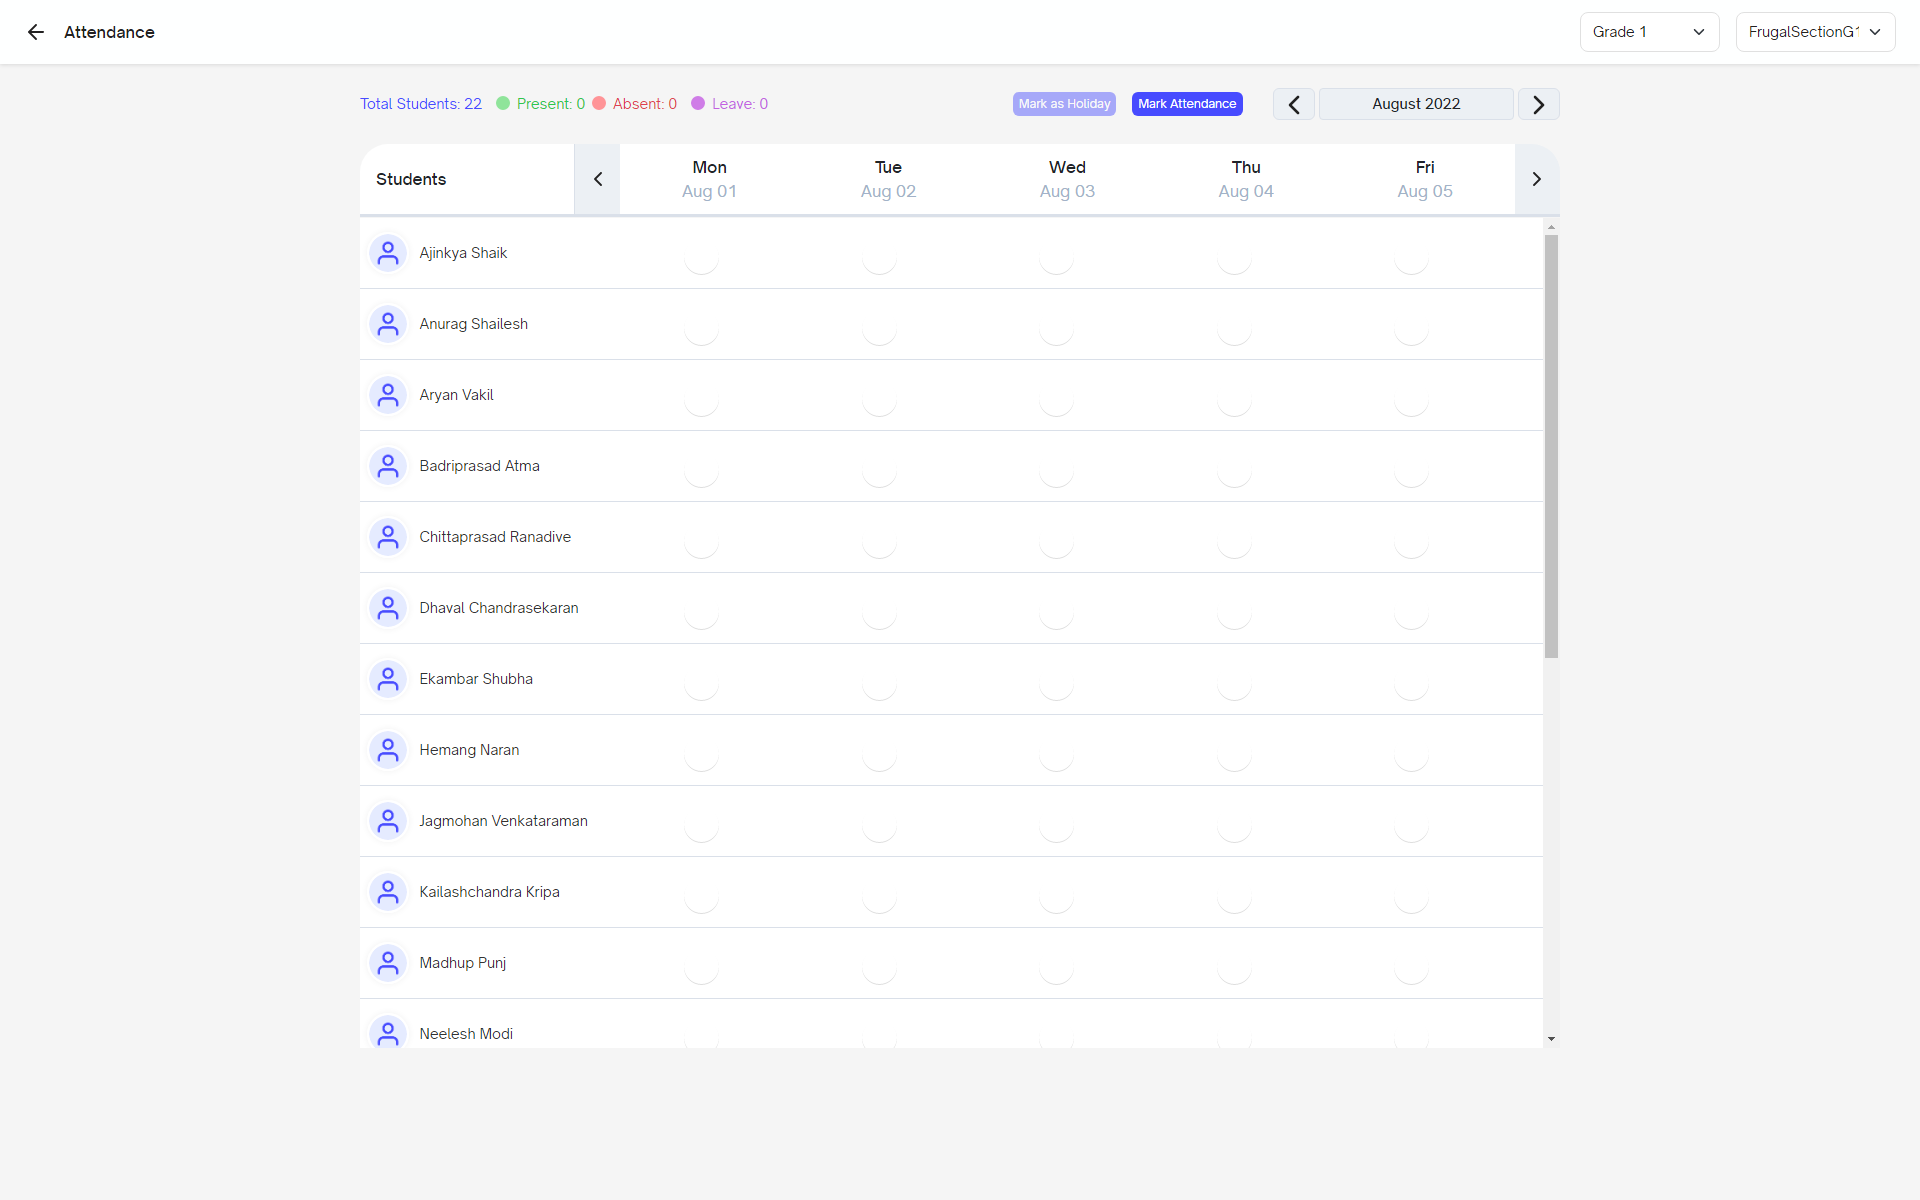 Attendance
Grade 1
FrugalSectionG1
Total Students: 22
Present: 0
Absent: 0
Leave: 0
Mark as Holiday
Mark Attendance
August 2022
Students
Mon
Aug 01
Tue
Aug 02
Wed
Aug 03
Thu
Aug 04
Fri
Aug 05
Ajinkya Shaik
Anurag Shailesh
Aryan Vakil
Badriprasad Atma
Chittaprasad Ranadive
Dhaval Chandrasekaran
Ekambar Shubha
Hemang Naran
Jagmohan Venkataraman
Kailashchandra Kripa
Madhup Punj
Neelesh Modi